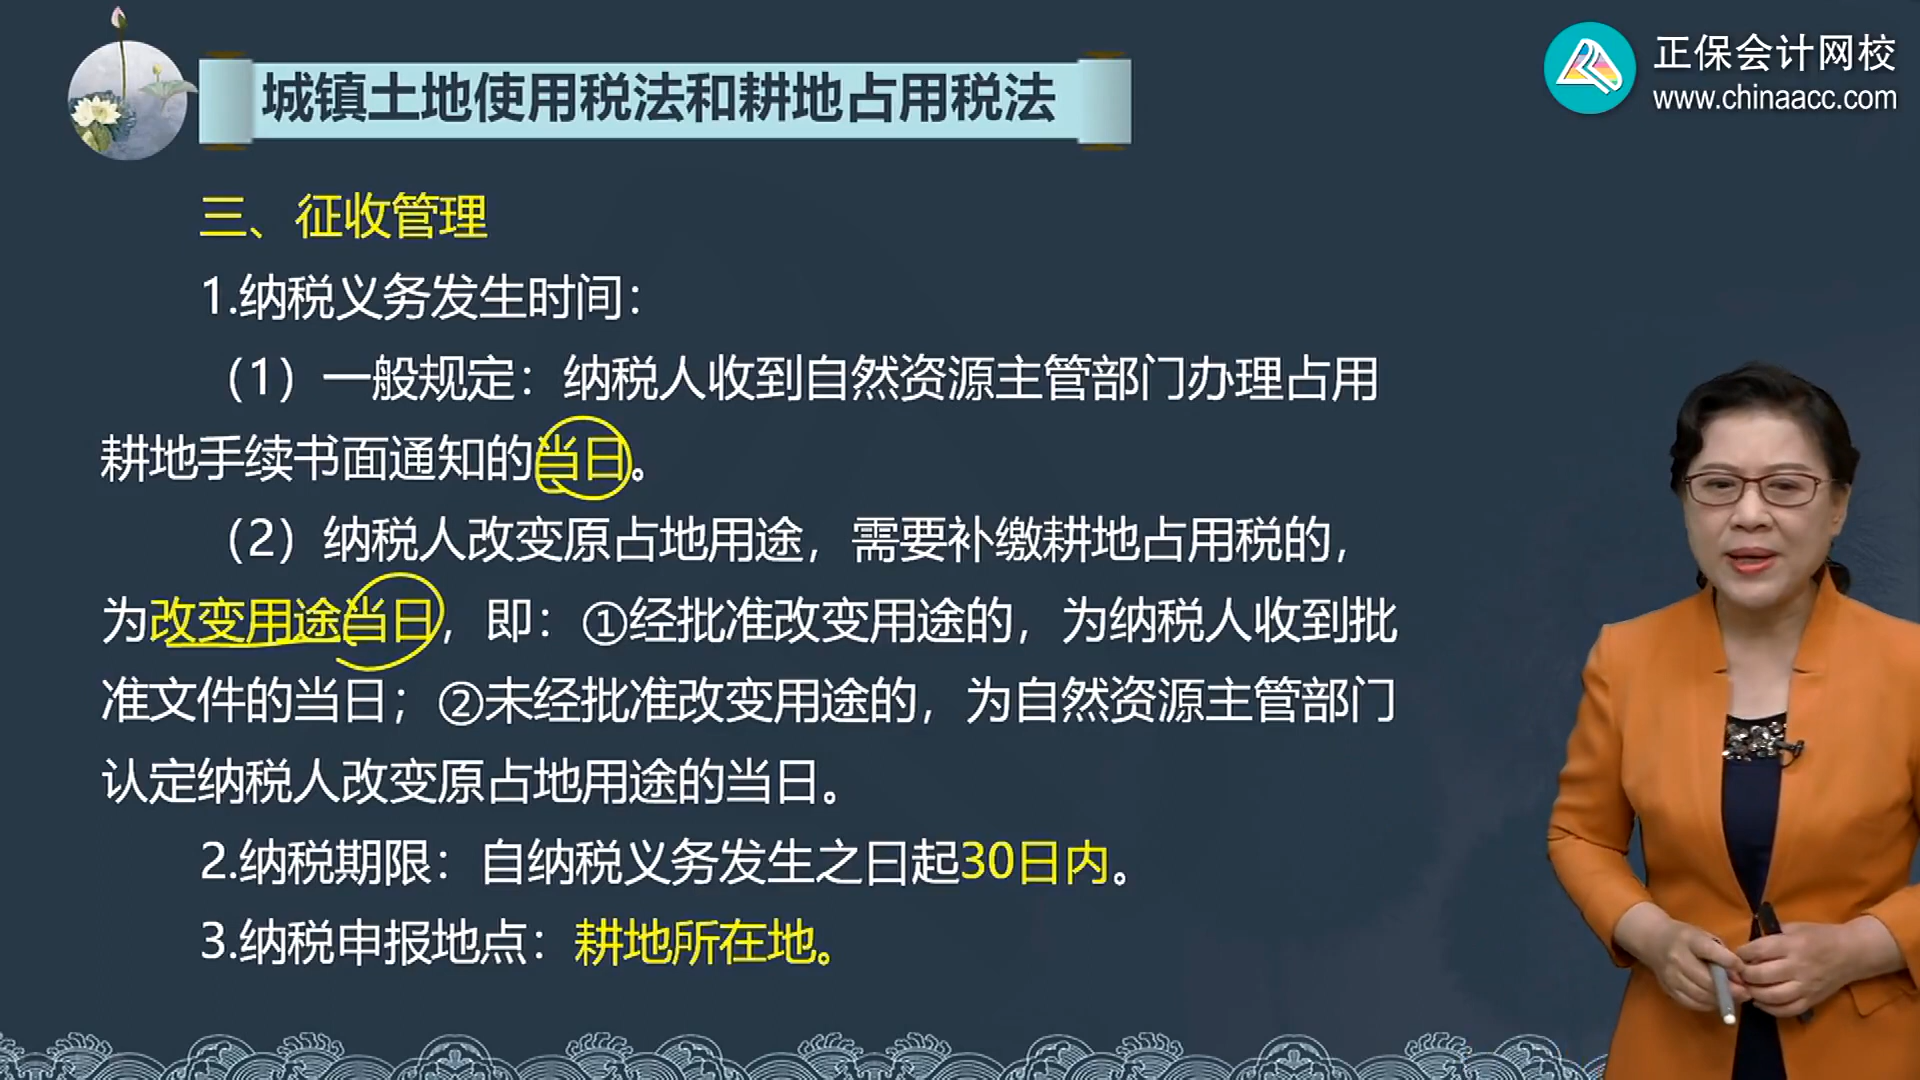 正保会计网校
www.chinaacc.com
城镇土地使用税法和耕地占用税法
三、征收管理
1.纳税义务发生时间：
（1）一般规定：纳税人收到自然资源主管部门办理占用
耕地手续书面通知的当日。
（2）纳税人改变原占地用途，需要补缴耕地占用税的，
为改变用途当日，即：①经批准改变用途的，为纳税人收到批
准文件的当日；②未经批准改变用途的，为自然资源主管部门
认定纳税人改变原占地用途的当日。
2.纳税期限：自纳税义务发生之日起30日内。
3.纳税申报地点：耕地所在地。